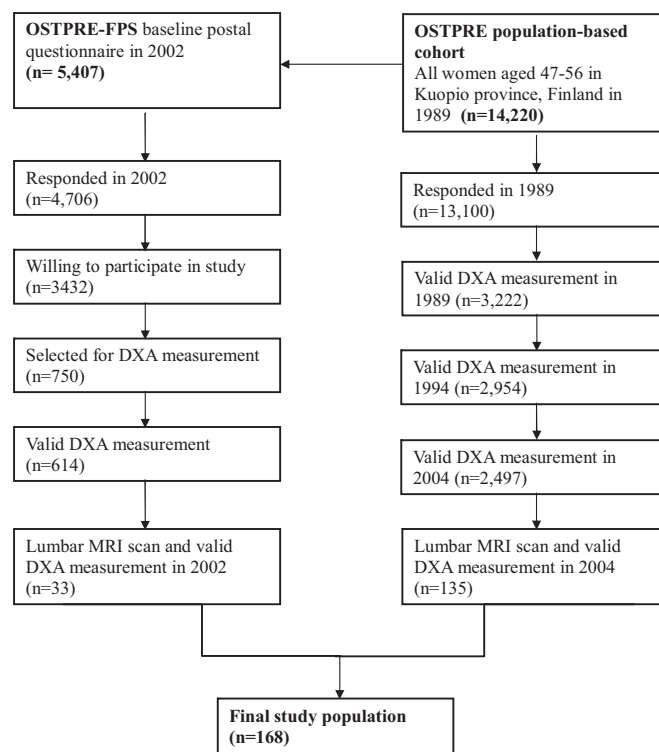 OSTPRE-FPS baseline postal
questionnaire in 2002
(n= 5,407)
OSTPRE population-based
cohort
All women aged 47-56 in
Kuopio province, Finland in
1989 (n=14,220)
Responded in 2002
(n=4,706)
Responded in 1989
(n=13,100)
Willing to participate in study
(n=3432)
Valid DXA measurement in
1989 (n=3,222)
Selected for DXA measurement
(n=750)
Valid DXA measurement in
1994 (n=2,954)
Valid DXA measurement
(n=614)
Valid DXA measurement in
2004 (n=2,497)
Lumbar MRI scan and valid
DXA measurement in 2002
(n=33)
Lumbar MRI scan and valid
DXA measurement in 2004
(n=135)
Final study population
(n=168)